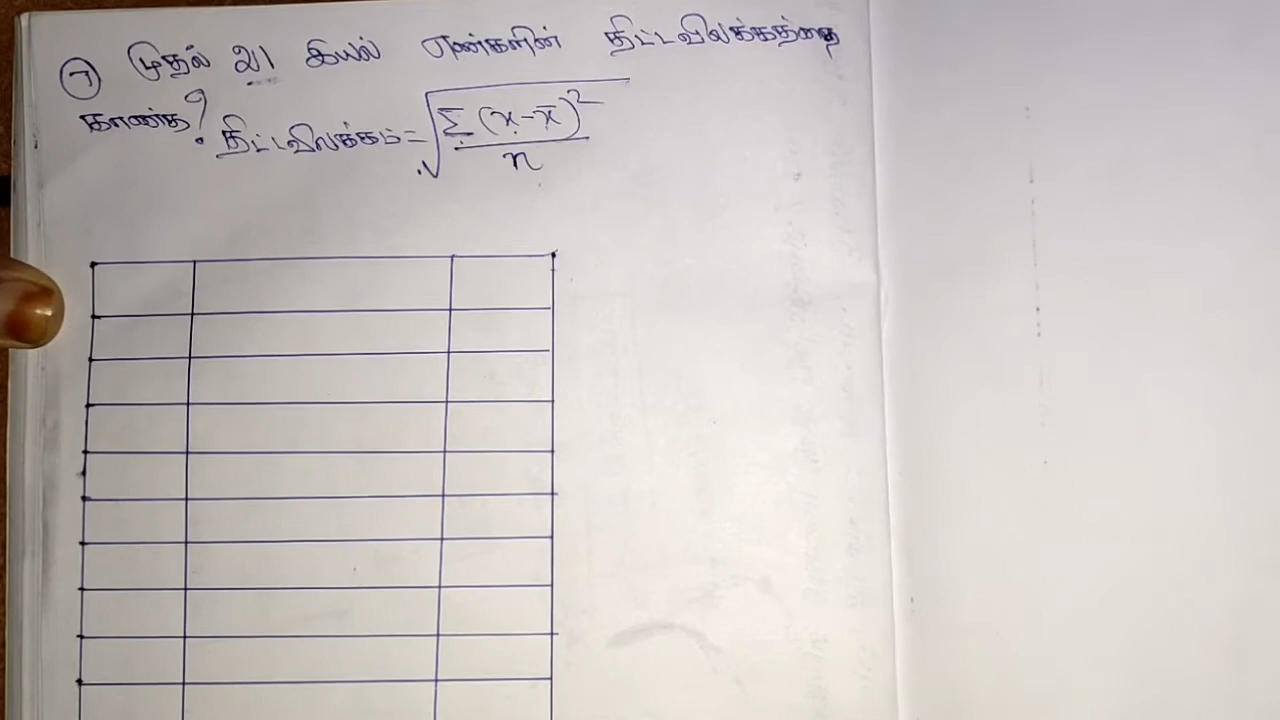 7 முதல் 21 இயல் எண்களின் திட்டவிலக்கத்தை
காண்க?
திட்டவிலக்கம் = √Σ(x-x̄)²/n